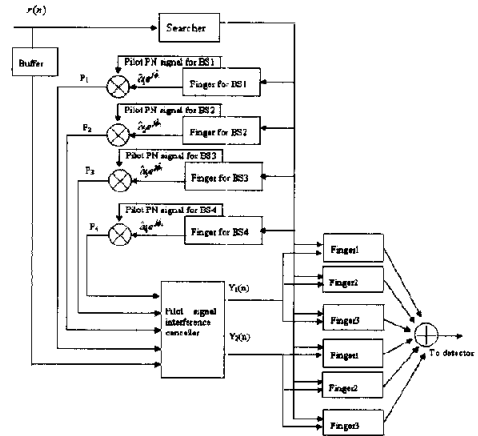 r(n)
Searcher
Buffer
Pilot PN signal for BS1
P1
Finger for BS1
Pilot PN signal for BS2
P2
Finger for BS2
Pilot PN signal for BS3
P3
Finger for BS3
Pilot PN signal for BS4
P4
Finger for BS4
Pilot signal
interference
canceller
Y1(n)
Y2(n)
Finger1
Finger2
Finger3
Finger1
Finger2
Finger3
To detector